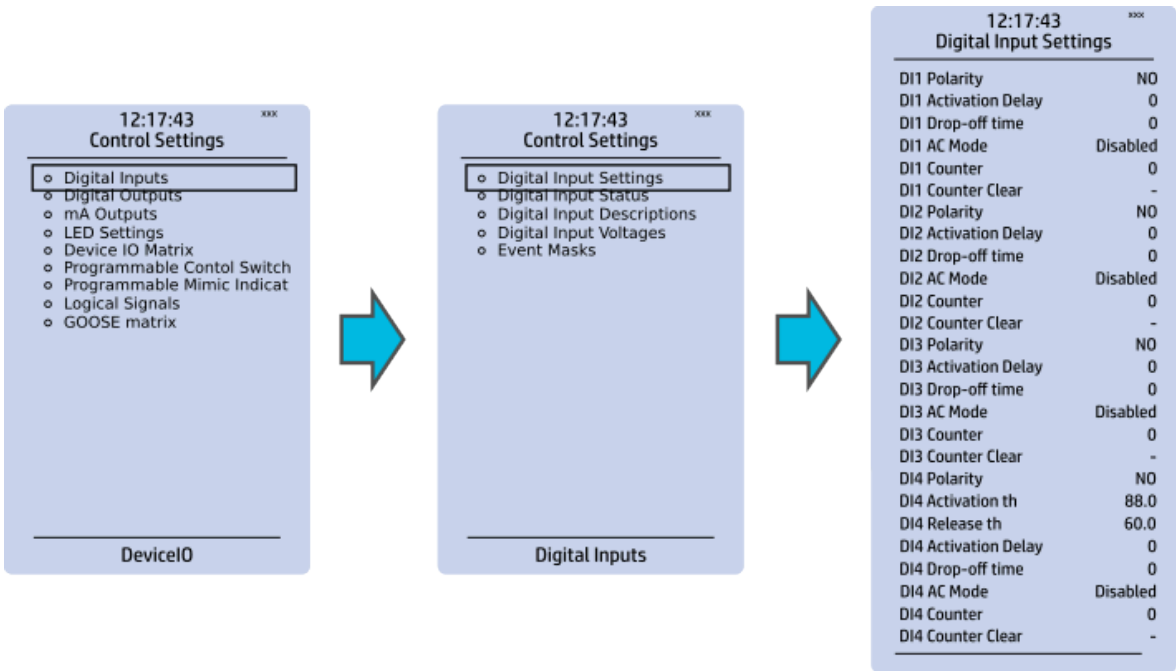 12:17:43 xxx
Control Settings
Digital Inputs
Digital Outputs
mA Outputs
LED Settings
Device IO Matrix
Programmable Contol Switch
Programmable Mimic Indicat
Logical Signals
GOOSE matrix
DeviceIO
12:17:43 xxx
Control Settings
Digital Input Settings
Digital Input Status
Digital Input Descriptions
Digital Input Voltages
Event Masks
Digital Inputs
12:17:43 xxx
Digital Input Settings
DI1 Polarity NO
DI1 Activation Delay 0
DI1 Drop-off time 0
DI1 AC Mode Disabled
DI1 Counter 0
DI1 Counter Clear -
DI2 Polarity NO
DI2 Activation Delay 0
DI2 Drop-off time 0
DI2 AC Mode Disabled
DI2 Counter 0
DI2 Counter Clear -
DI3 Polarity NO
DI3 Activation Delay 0
DI3 Drop-off time 0
DI3 AC Mode Disabled
DI3 Counter 0
DI3 Counter Clear -
DI4 Polarity NO
DI4 Activation th 88.0
DI4 Release th 60.0
DI4 Activation Delay 0
DI4 Drop-off time 0
DI4 AC Mode Disabled
DI4 Counter 0
DI4 Counter Clear -